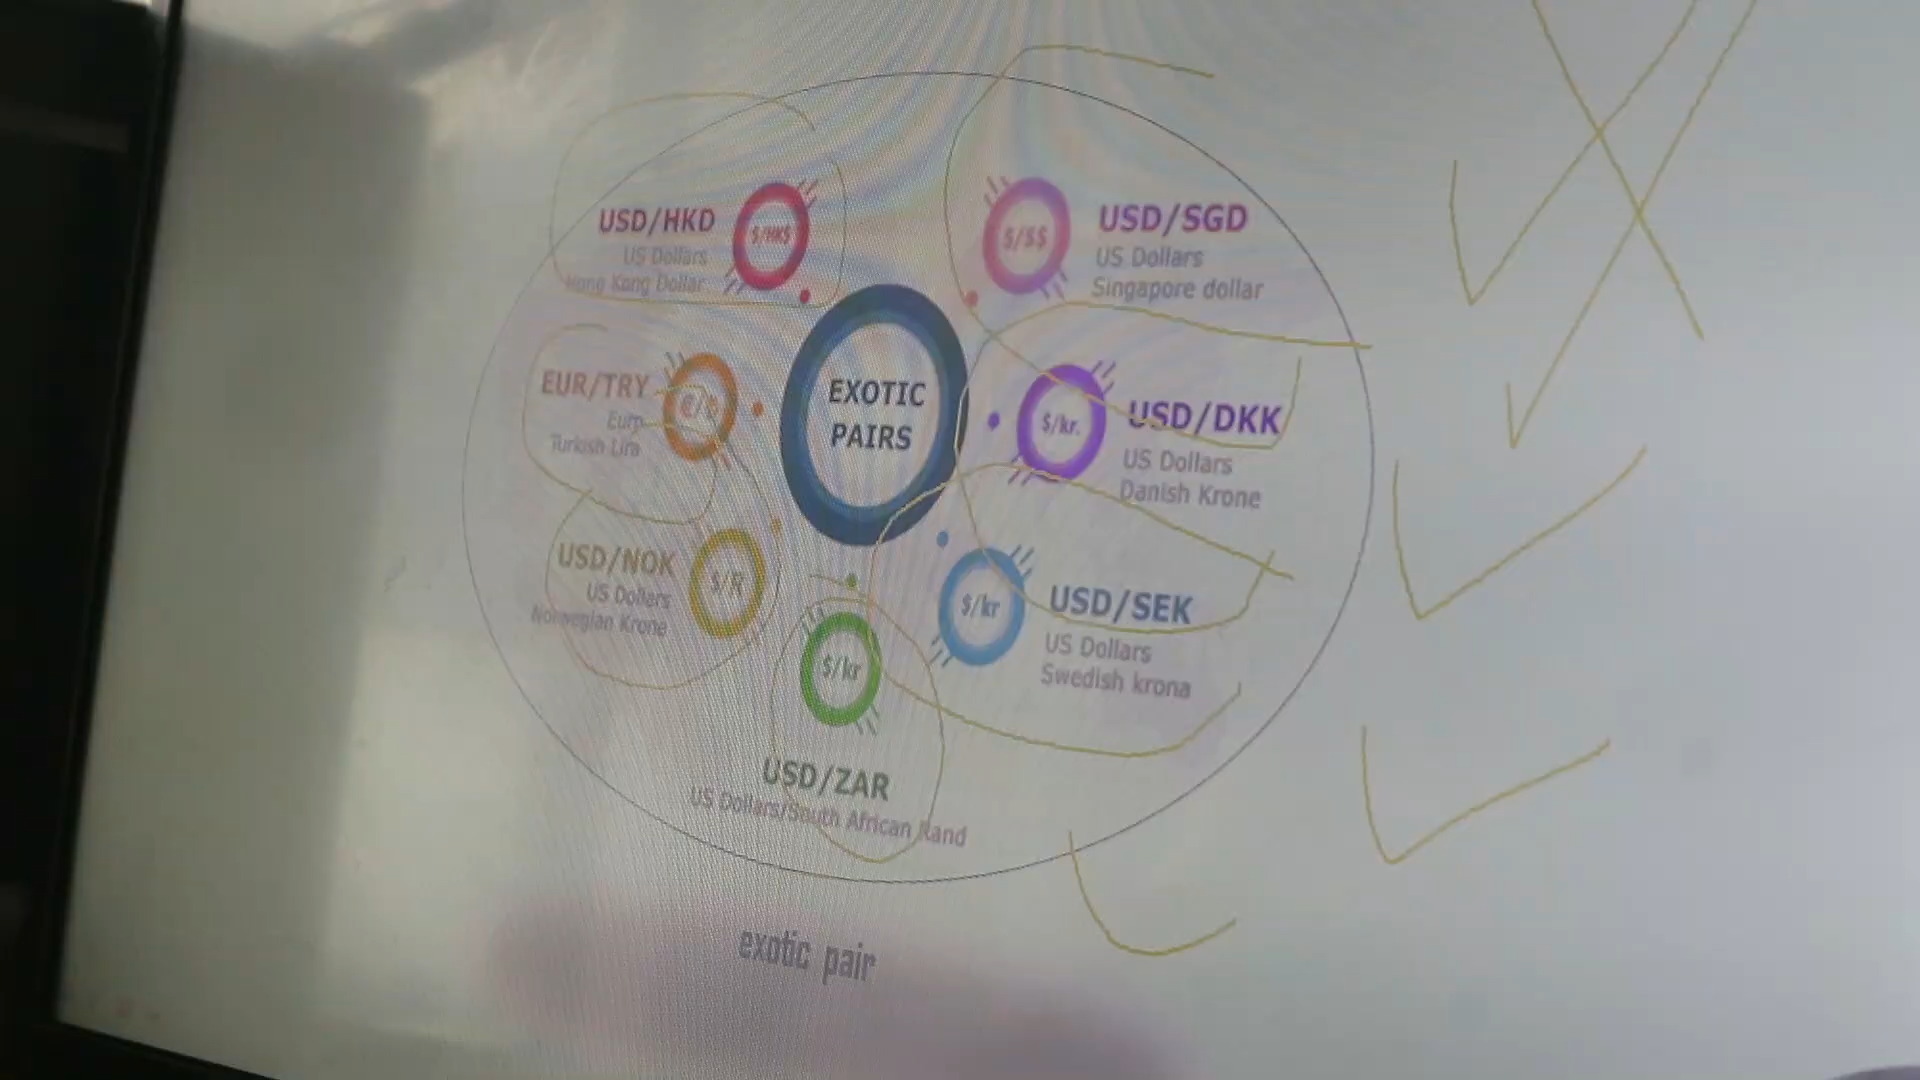 USD/HKD
US Dollars
Hong Kong Dollar
$/HK$
$/S$
USD/SGD
US Dollars
Singapore dollar
EUR/TRY
Euro
Turkish Lira
€/₺
EXOTIC
PAIRS
$/kr.
USD/DKK
US Dollars
Danish Krone
USD/NOK
US Dollars
Norwegian Krone
$/R
$/kr
USD/SEK
US Dollars
Swedish krona
$/kr
USD/ZAR
US Dollars/South African Rand
exotic pair